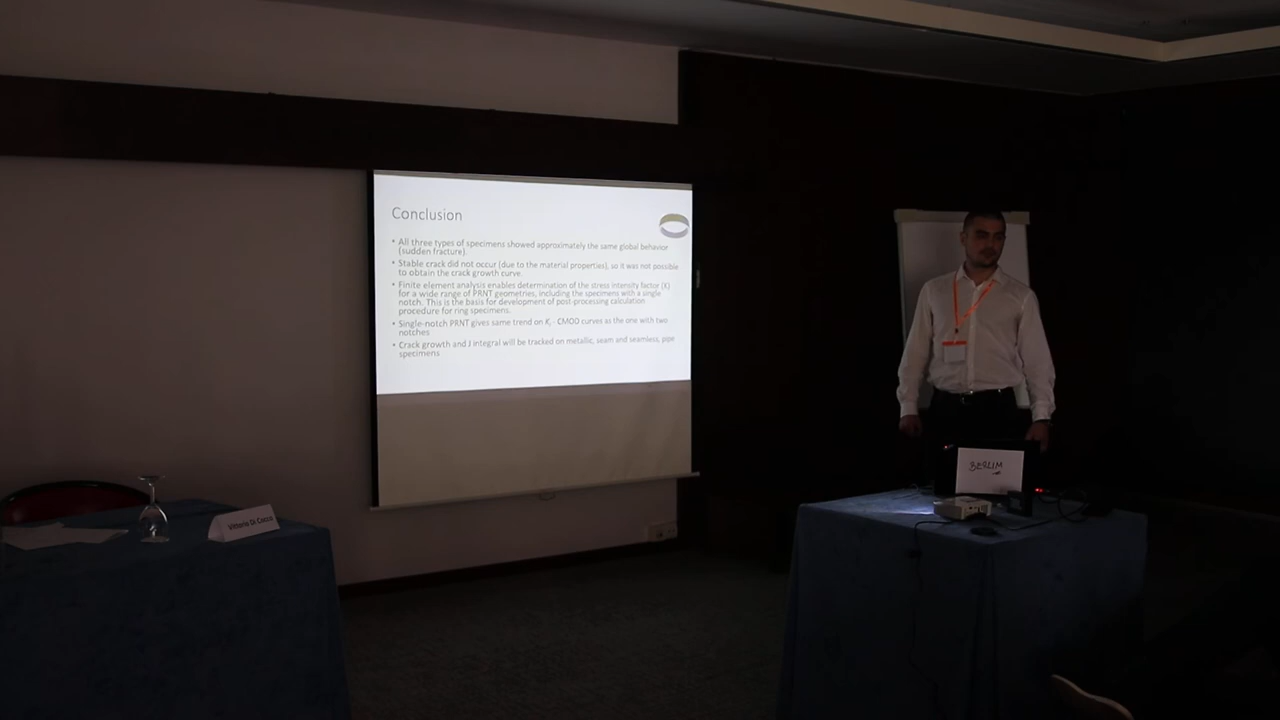 Conclusion
• All three types of specimens showed approximately the same global behavior
(sudden fracture).
• Stable crack did not occur (due to the material properties), so it was not possible
to obtain the crack growth curve.
• Finite element analysis enables determination of the stress intensity factor (K)
for a wide range of PRNT geometries, including the specimens with a single
notch. This is the basis for development of post-processing calculation
procedure for ring specimens.
• Single-notch PRNT gives same trend on K, - CMOD curves as the one with two
notches
• Crack growth and J integral will be tracked on metallic, seam and seamless, pipe
specimens
BERLIM
Vittorio Di Cocco